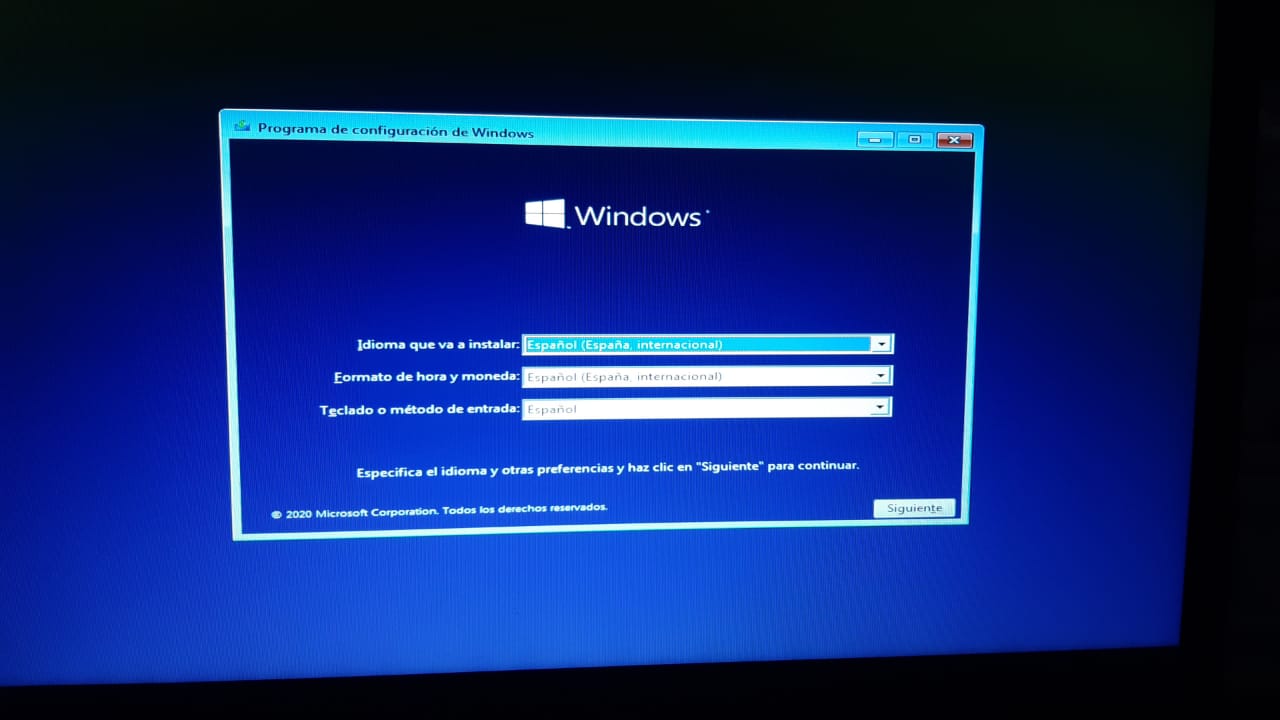 Programa de configuración de Windows
Windows
Idioma que va a instalar: Español (España, internacional)
Formato de hora y moneda: Español (España, internacional)
Teclado o método de entrada: Español
Especifica el idioma y otras preferencias y haz clic en "Siguiente" para continuar.
© 2020 Microsoft Corporation. Todos los derechos reservados.
Siguiente